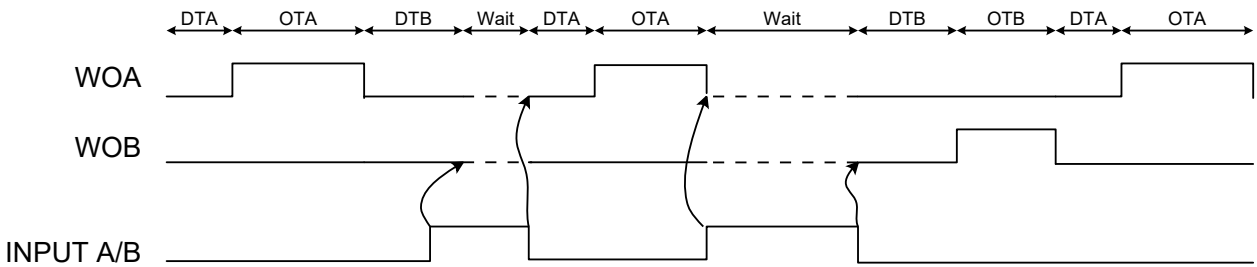 DTA OTA DTB Wait DTA OTA Wait DTB OTB DTA OTA
WOA
WOB
INPUT A/B